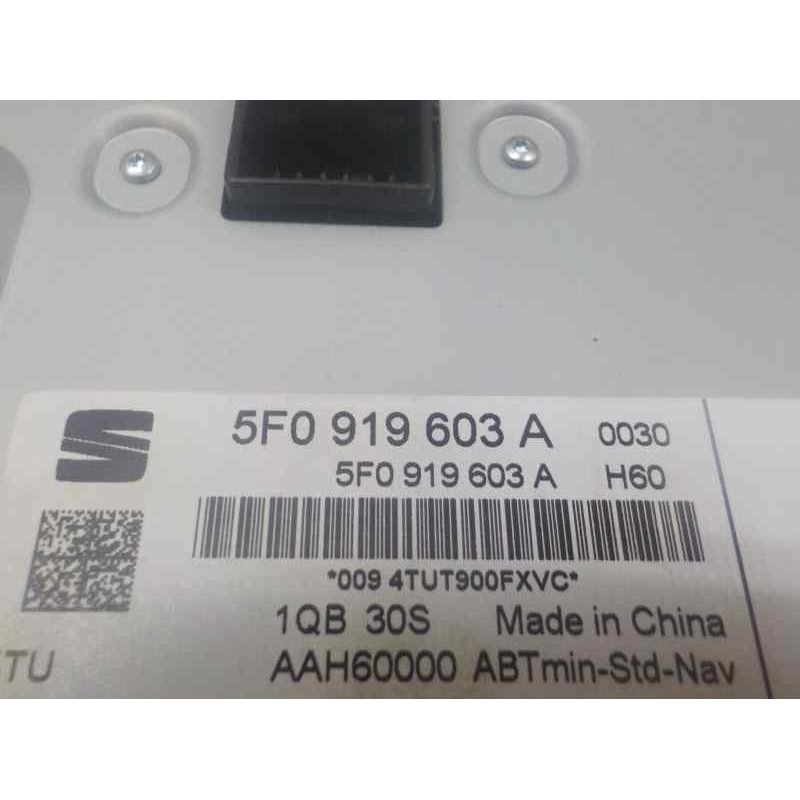 5F0 919 603 A 0030
5F0 919 603 A H60
*009 4TUT900FXVC*
1QB 30S Made in China
TU AAH60000 ABTmin-Std-Nav